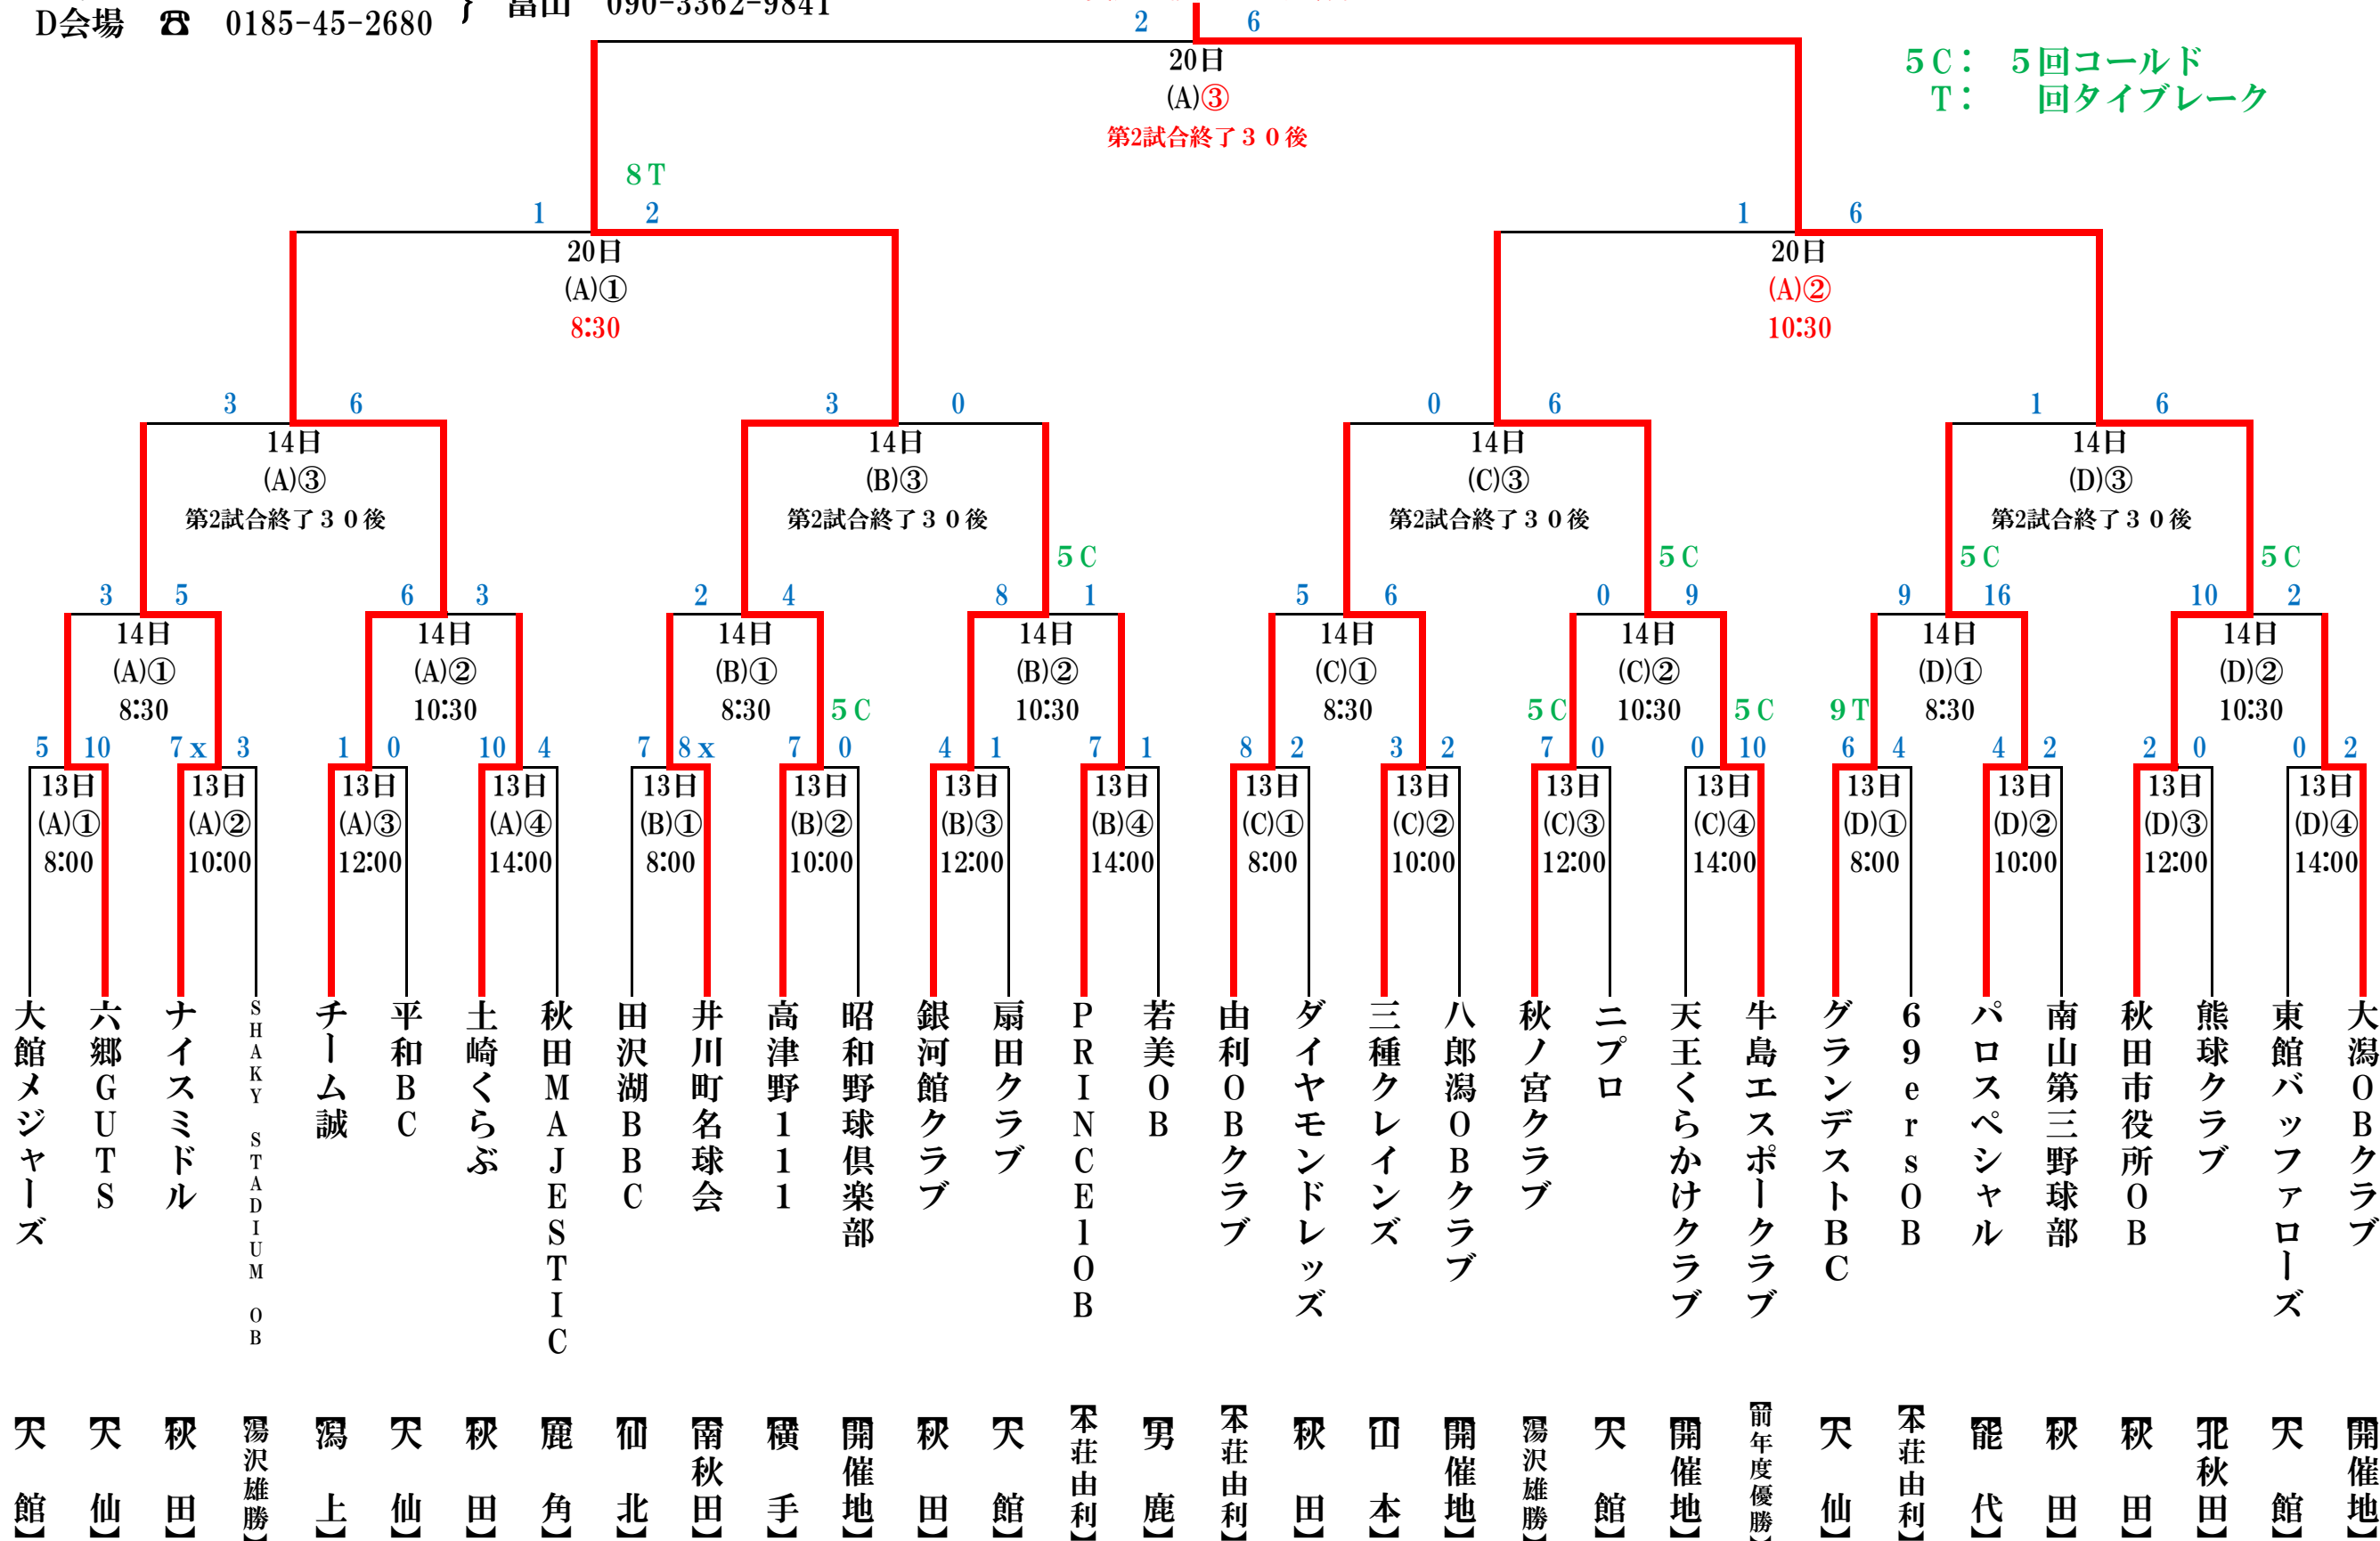 D会場 ☎ 0185-45-2680
} 富山 090-3362-9841
2 6
20日
(A)③
第2試合終了３０後
５C： ５回コールド
T： 回タイブレーク
８T
1 2
20日
(A)①
8:30
1 6
20日
(A)②
10:30
3 6
14日
(A)③
第2試合終了３０後
3 0
14日
(B)③
第2試合終了３０後
0 6
14日
(C)③
第2試合終了３０後
1 6
14日
(D)③
第2試合終了３０後
3 5
14日
(A)①
8:30
6 3
14日
(A)②
10:30
2 4
14日
(B)①
8:30
５C
8 1
14日
(B)②
10:30
5 6
14日
(C)①
8:30
５C
0 9
14日
(C)②
10:30
５C
9 16
14日
(D)①
8:30
５C
10 2
14日
(D)②
10:30
5 10
13日
(A)①
8:00
7x 3
13日
(A)②
10:00
1 0
13日
(A)③
12:00
10 4
13日
(A)④
14:00
7 8x
13日
(B)①
8:00
５C
7 0
13日
(B)②
10:00
4 1
13日
(B)③
12:00
7 1
13日
(B)④
14:00
8 2
13日
(C)①
8:00
3 2
13日
(C)②
10:00
５C
7 0
13日
(C)③
12:00
５C
0 10
13日
(C)④
14:00
９T
6 4
13日
(D)①
8:00
4 2
13日
(D)②
10:00
2 0
13日
(D)③
12:00
0 2
13日
(D)④
14:00
大館メジャーズ
六郷GUTS
ナイスミドル
SHAKY STADIUM OB
チーム誠
平和BC
土崎くらぶ
秋田MAJESTIC
田沢湖BBC
井川町名球会
高津野111
昭和野球倶楽部
銀河館クラブ
扇田クラブ
PRINCE1OB
若美OB
由利OBクラブ
ダイヤモンドレッズ
三種クレインズ
八郎潟OBクラブ
秋ノ宮クラブ
ニプロ
天王くらかけクラブ
牛島エスポークラブ
グランデストBC
69ersOB
パロスペシャル
南山第三野球部
秋田市役所OB
熊球クラブ
東館バッファローズ
大潟OBクラブ
【大館】
【大仙】
【秋田】
【湯沢雄勝】
【潟上】
【大仙】
【秋田】
【鹿角】
【仙北】
【南秋田】
【横手】
【開催地】
【秋田】
【大館】
【本荘由利】
【男鹿】
【本荘由利】
【秋田】
【山本】
【開催地】
【湯沢雄勝】
【大館】
【開催地】
【前年度優勝】
【大仙】
【本荘由利】
【能代】
【秋田】
【秋田】
【北秋田】
【大館】
【開催地】